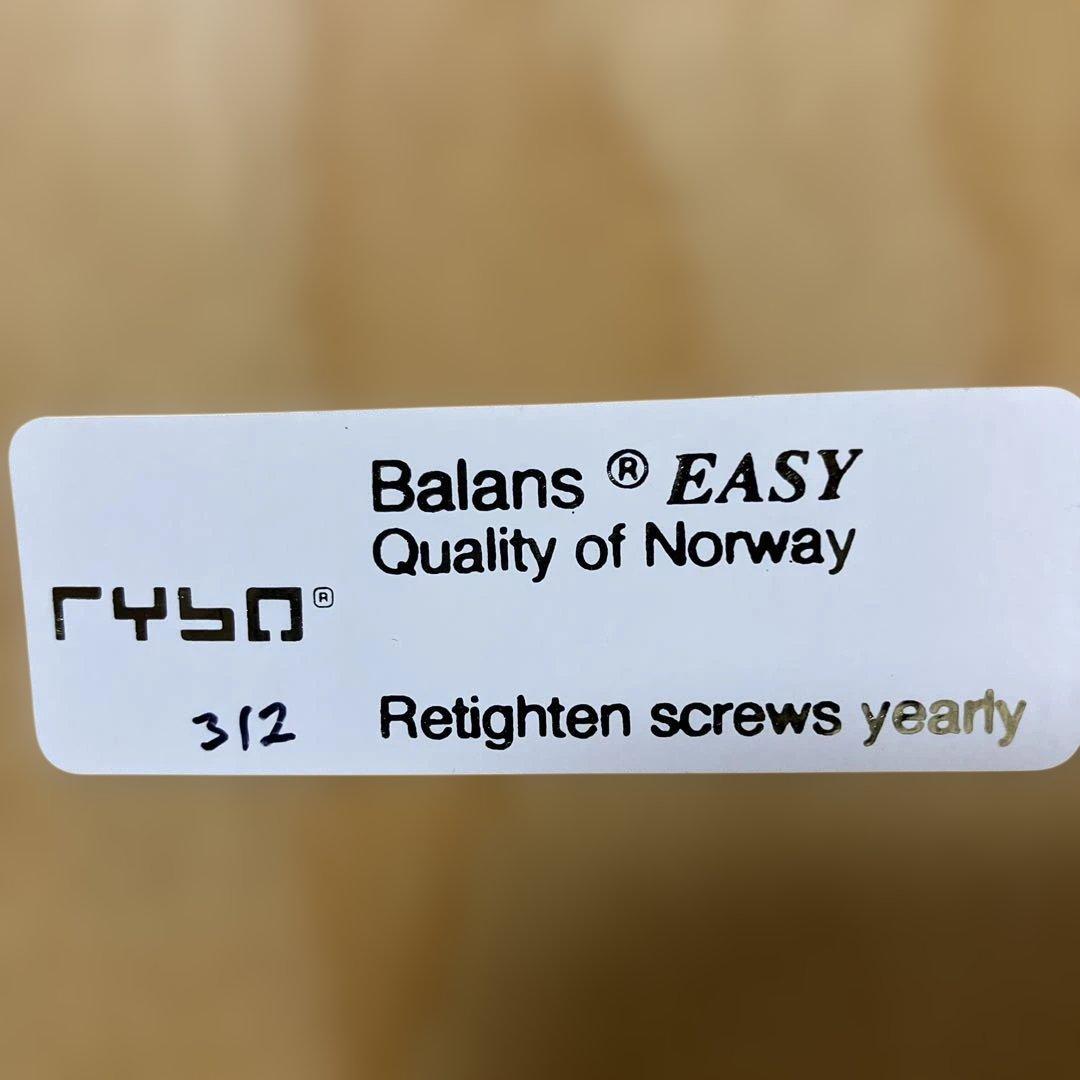 Balans ® EASY
Quality of Norway
rybo ®
312
Retighten screws yearly